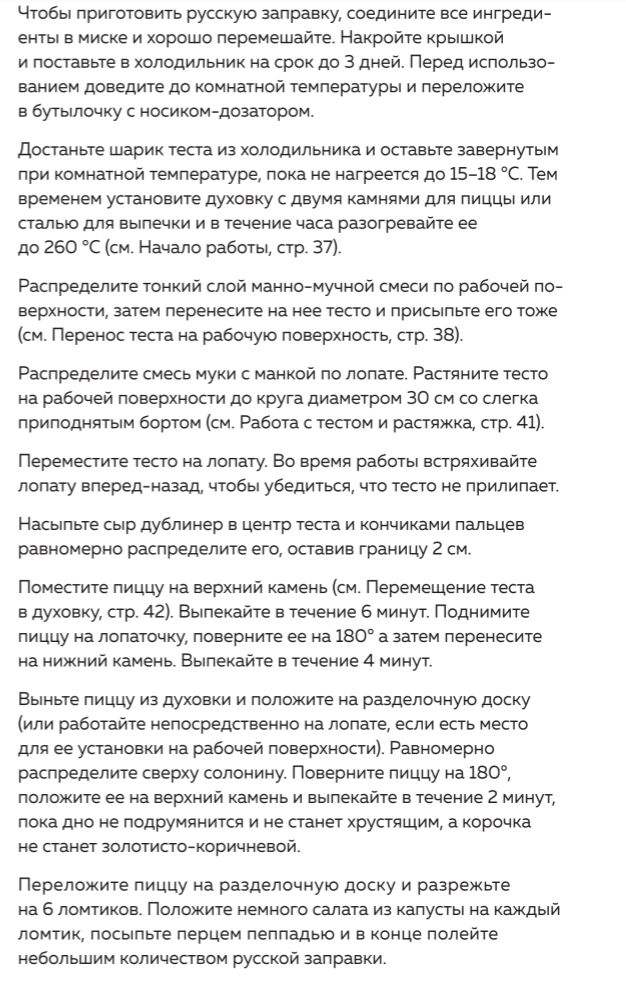 Чтобы приготовить русскую заправку, соедините все ингреди-
енты в миске и хорошо перемешайте. Накройте крышкой
и поставьте в холодильник на срок до 3 дней. Перед использо-
ванием доведите до комнатной температуры и переложите
в бутылочку с носиком-дозатором.
Достаньте шарик теста из холодильника и оставьте завернутым
при комнатной температуре, пока не нагреется до 15–18 °C. Тем
временем установите духовку с двумя камнями для пиццы или
сталью для выпечки и в течение часа разогревайте ее
до 260 °C (см. Начало работы, стр. 37).
Распределите тонкий слой манно-мучной смеси по рабочей по-
верхности, затем перенесите на нее тесто и присыпьте его тоже
(см. Перенос теста на рабочую поверхность, стр. 38).
Распределите смесь муки с манкой по лопате. Растяните тесто
на рабочей поверхности до круга диаметром 30 см со слегка
приподнятым бортом (см. Работа с тестом и растяжка, стр. 41).
Переместите тесто на лопату. Во время работы встряхивайте
лопату вперед-назад, чтобы убедиться, что тесто не прилипает.
Насыпьте сыр дублинер в центр теста и кончиками пальцев
равномерно распределите его, оставив границу 2 см.
Поместите пиццу на верхний камень (см. Перемещение теста
в духовку, стр. 42). Выпекайте в течение 6 минут. Поднимите
пиццу на лопаточку, поверните ее на 180° а затем перенесите
на нижний камень. Выпекайте в течение 4 минут.
Выньте пиццу из духовки и положите на разделочную доску
(или работайте непосредственно на лопате, если есть место
для ее установки на рабочей поверхности). Равномерно
распределите сверху солонину. Поверните пиццу на 180°,
положите ее на верхний камень и выпекайте в течение 2 минут,
пока дно не подрумянится и не станет хрустящим, а корочка
не станет золотисто-коричневой.
Переложите пиццу на разделочную доску и разрежьте
на 6 ломтиков. Положите немного салата из капусты на каждый
ломтик, посыпьте перцем пеппадью и в конце полейте
небольшим количеством русской заправки.